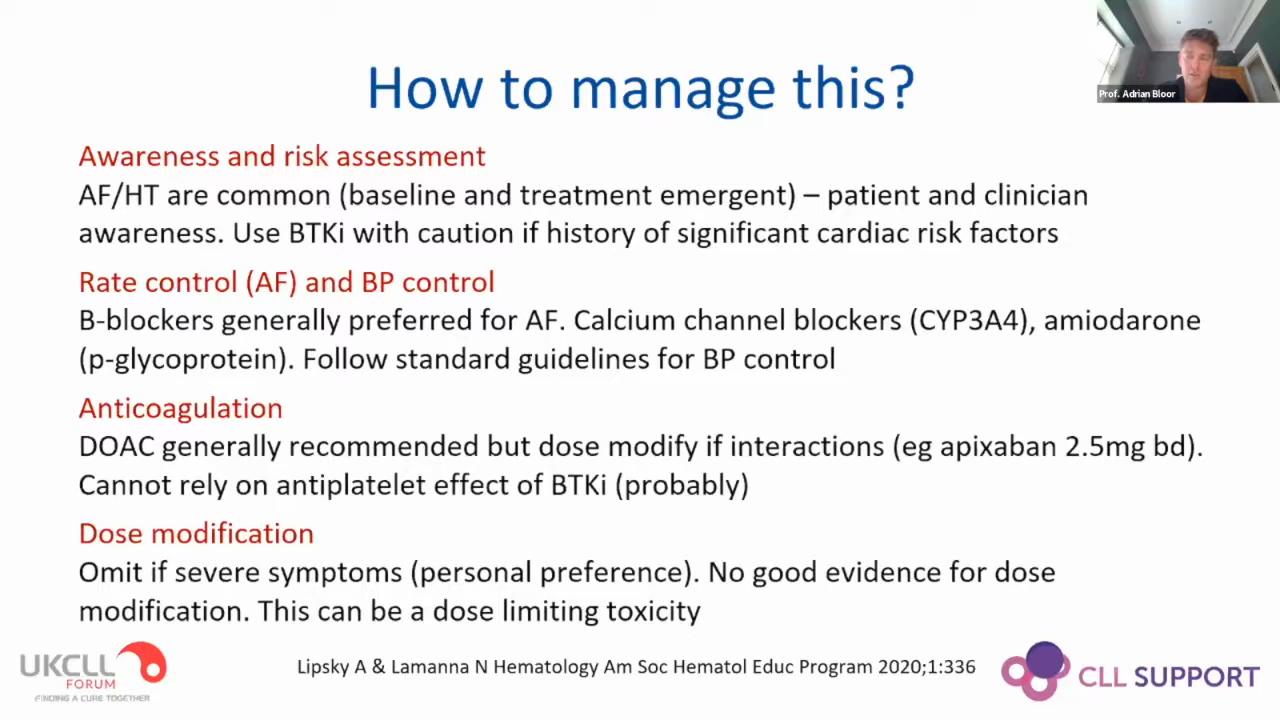 Prof. Adrian Bloor
How to manage this?
Awareness and risk assessment
AF/HT are common (baseline and treatment emergent) – patient and clinician
awareness. Use BTKi with caution if history of significant cardiac risk factors
Rate control (AF) and BP control
B-blockers generally preferred for AF. Calcium channel blockers (CYP3A4), amiodarone
(p-glycoprotein). Follow standard guidelines for BP control
Anticoagulation
DOAC generally recommended but dose modify if interactions (eg apixaban 2.5mg bd).
Cannot rely on antiplatelet effect of BTKi (probably)
Dose modification
Omit if severe symptoms (personal preference). No good evidence for dose
modification. This can be a dose limiting toxicity
UKCLL
FORUM
FINDING A CURE TOGETHER
Lipsky A & Lamanna N Hematology Am Soc Hematol Educ Program 2020;1:336
CLL SUPPORT